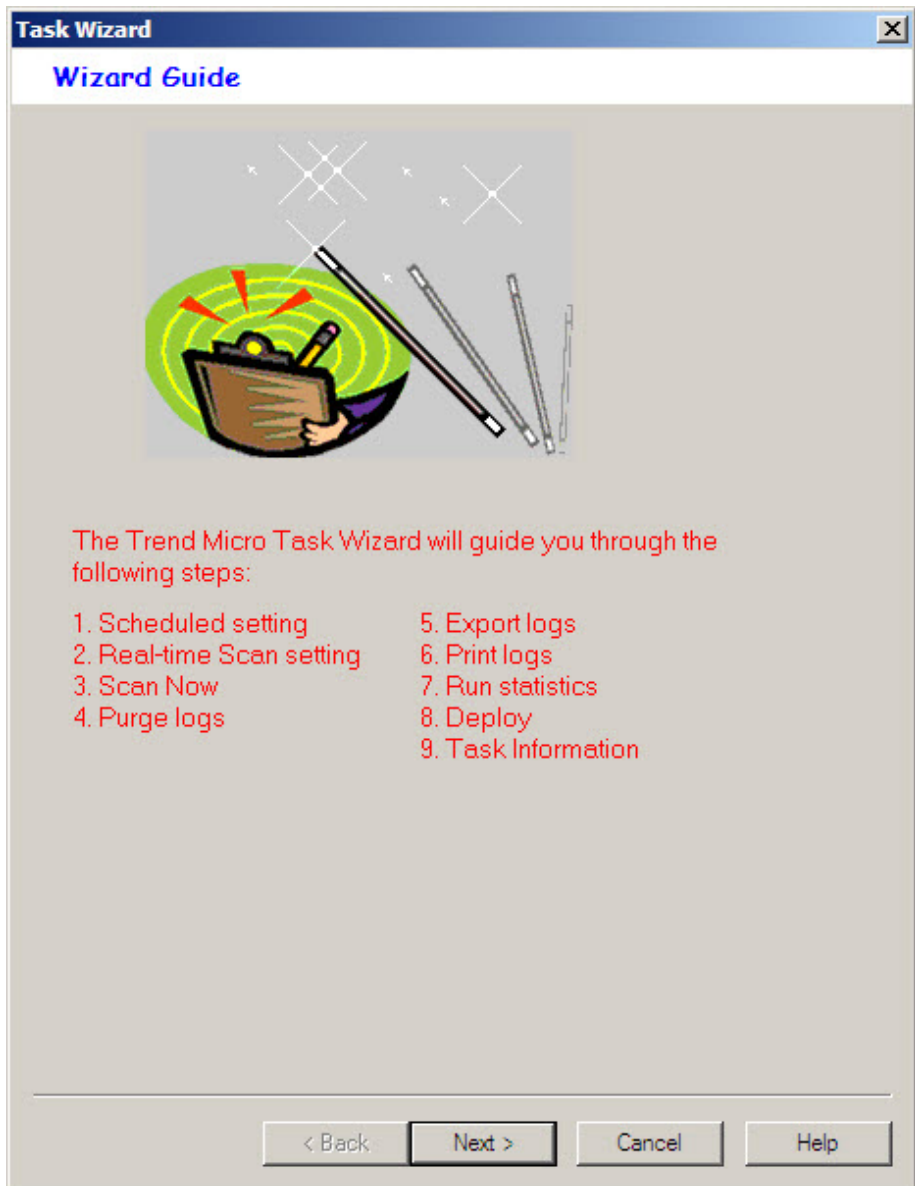 Task Wizard
Wizard Guide
The Trend Micro Task Wizard will guide you through the
following steps:
1. Scheduled setting
2. Real-time Scan setting
3. Scan Now
4. Purge logs
5. Export logs
6. Print logs
7. Run statistics
8. Deploy
9. Task Information
< Back
Next >
Cancel
Help